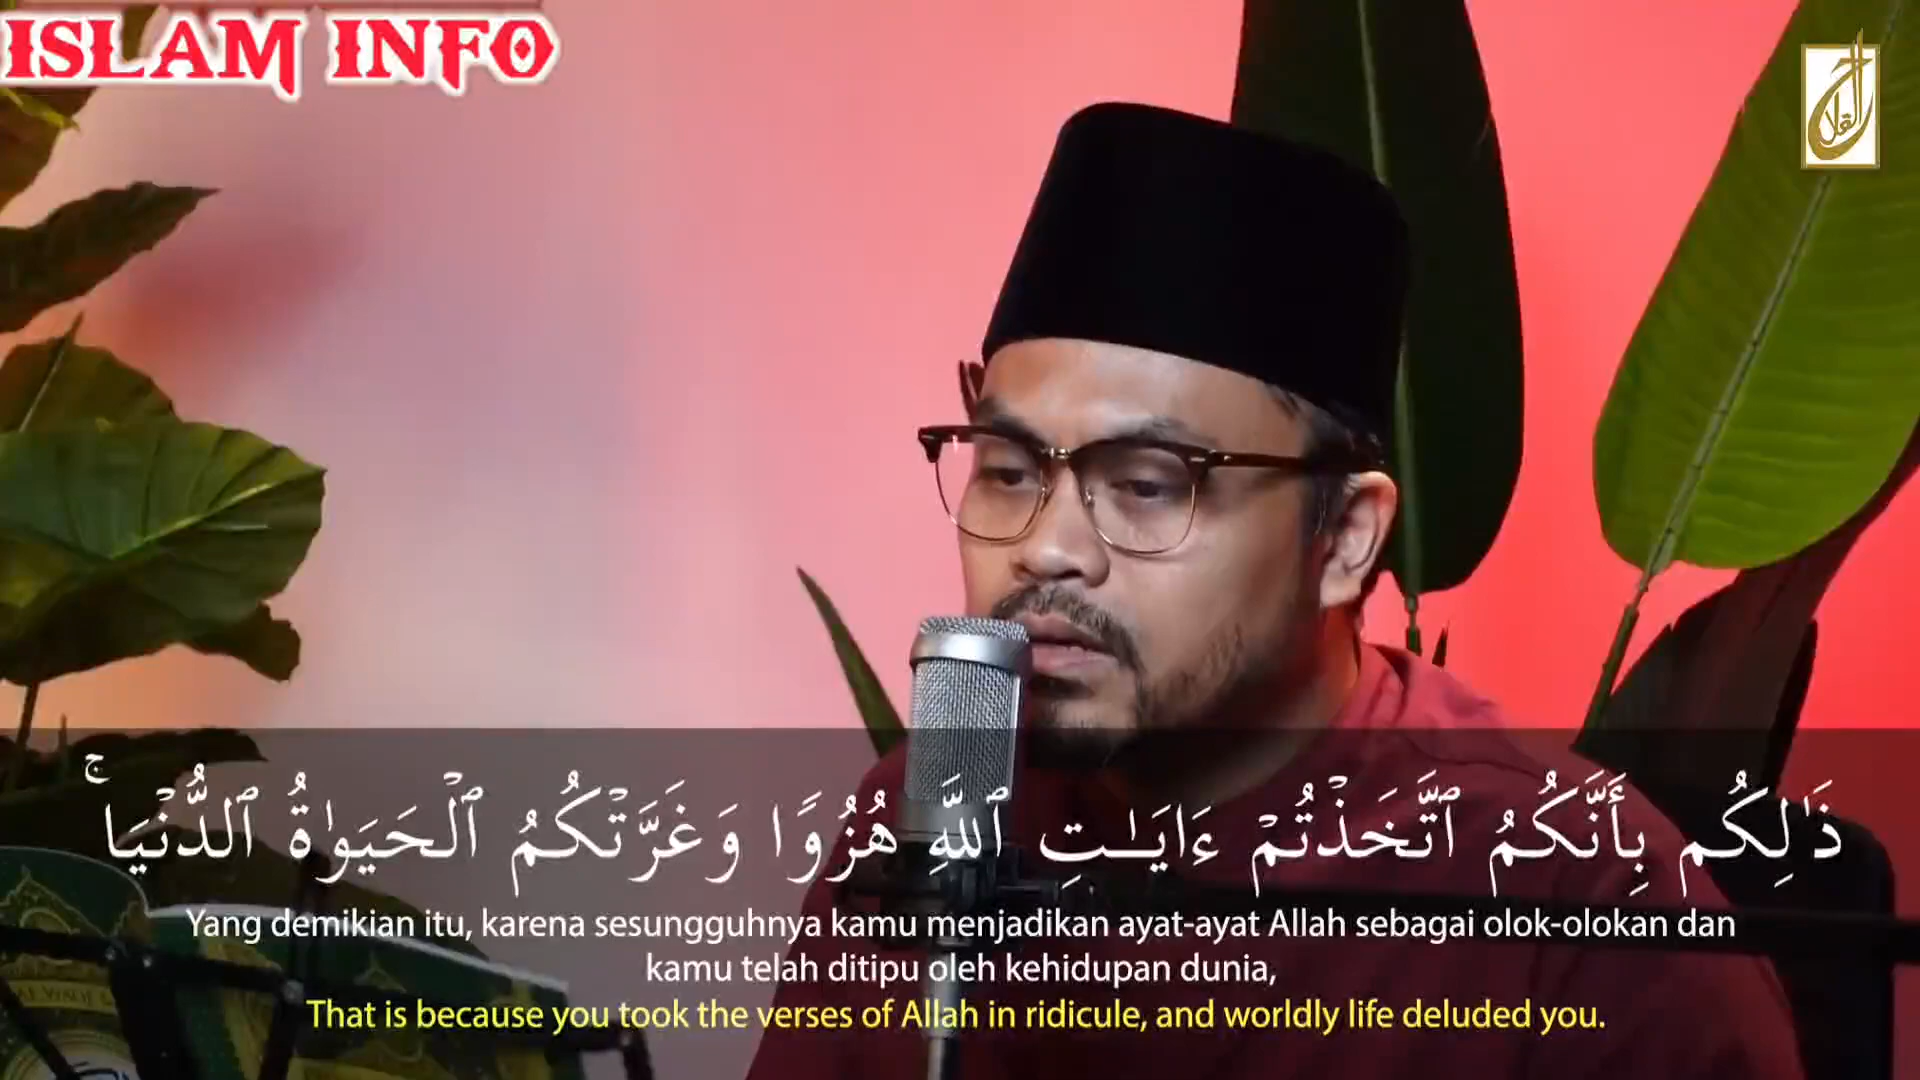 ISLAM INFO
ذَٰلِكُم بِأَنَّكُمُ ٱتَّخَذْتُمْ ءَايَـٰتِ ٱللَّهِ هُزُوًا وَغَرَّتْكُمُ ٱلْحَيَوٰةُ ٱلدُّنْيَا ۚ
Yang demikian itu, karena sesungguhnya kamu menjadikan ayat-ayat Allah sebagai olok-olokan dan
kamu telah ditipu oleh kehidupan dunia,
That is because you took the verses of Allah in ridicule, and worldly life deluded you.